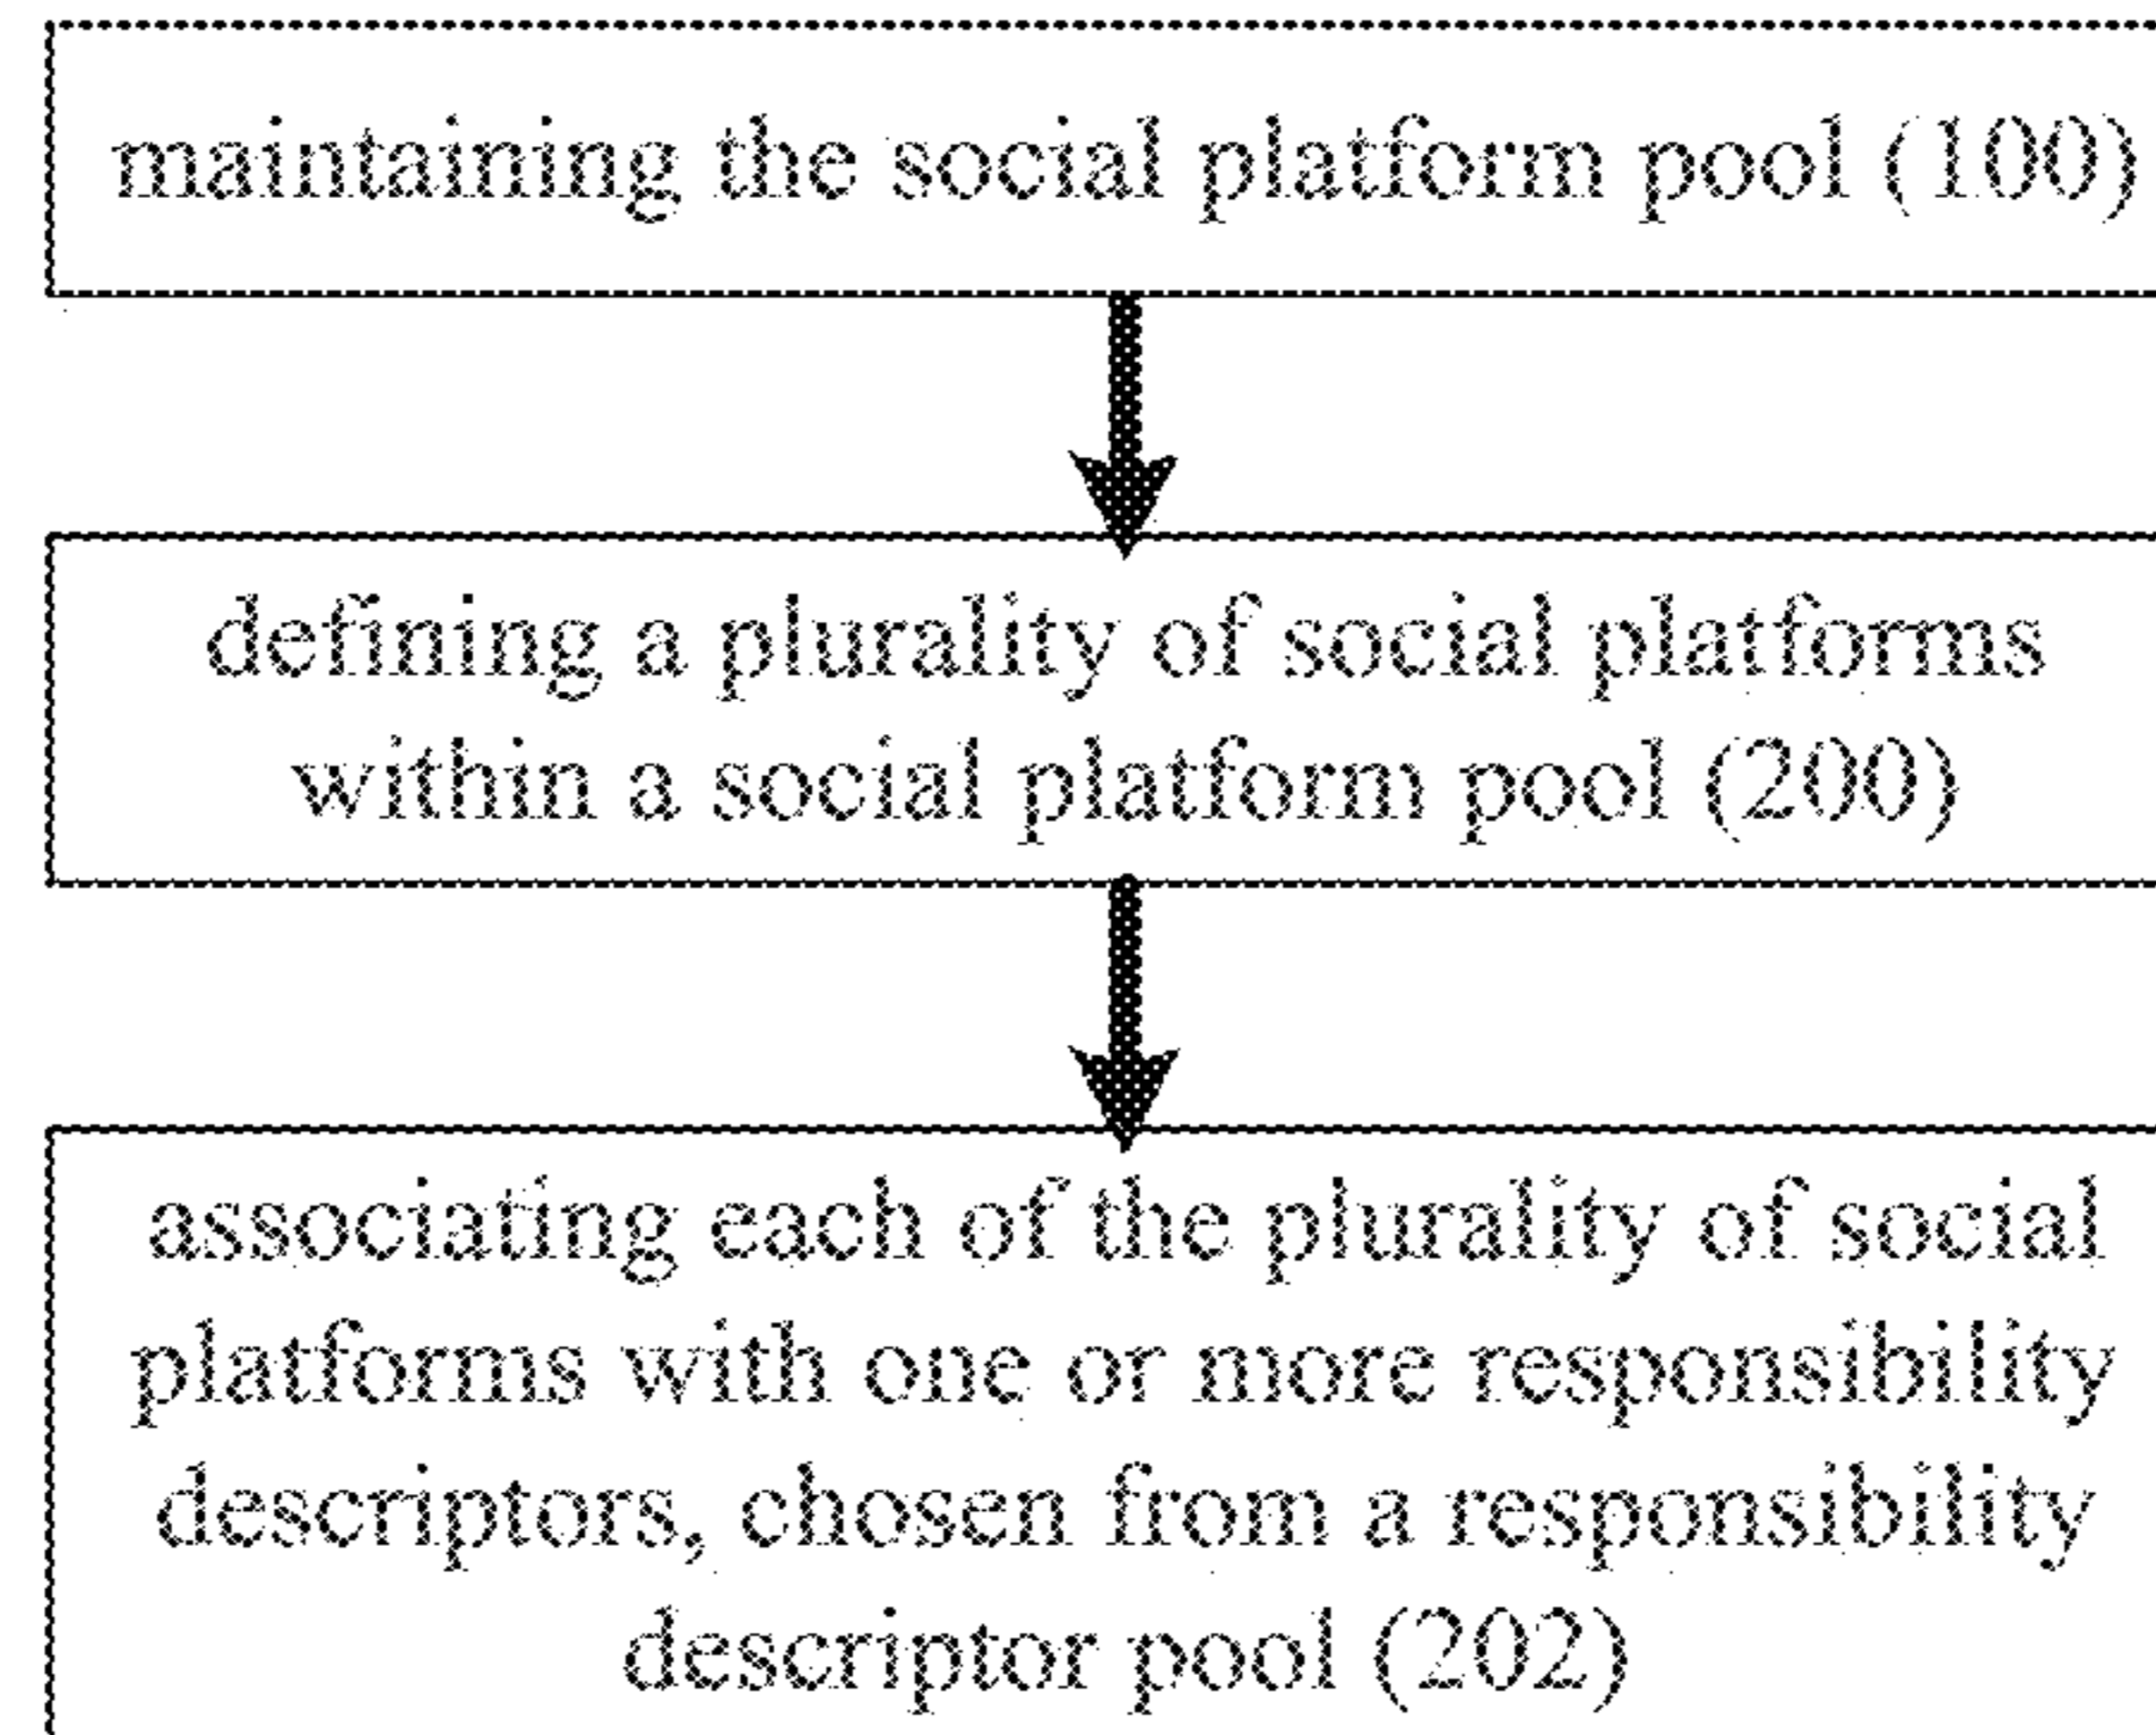 maintaining the social platform pool (100)
defining a plurality of social platforms
within a social platform pool (200)
associating each of the plurality of social
platforms with one or more responsibility
descriptors, chosen from a responsibility
descriptor pool (202)